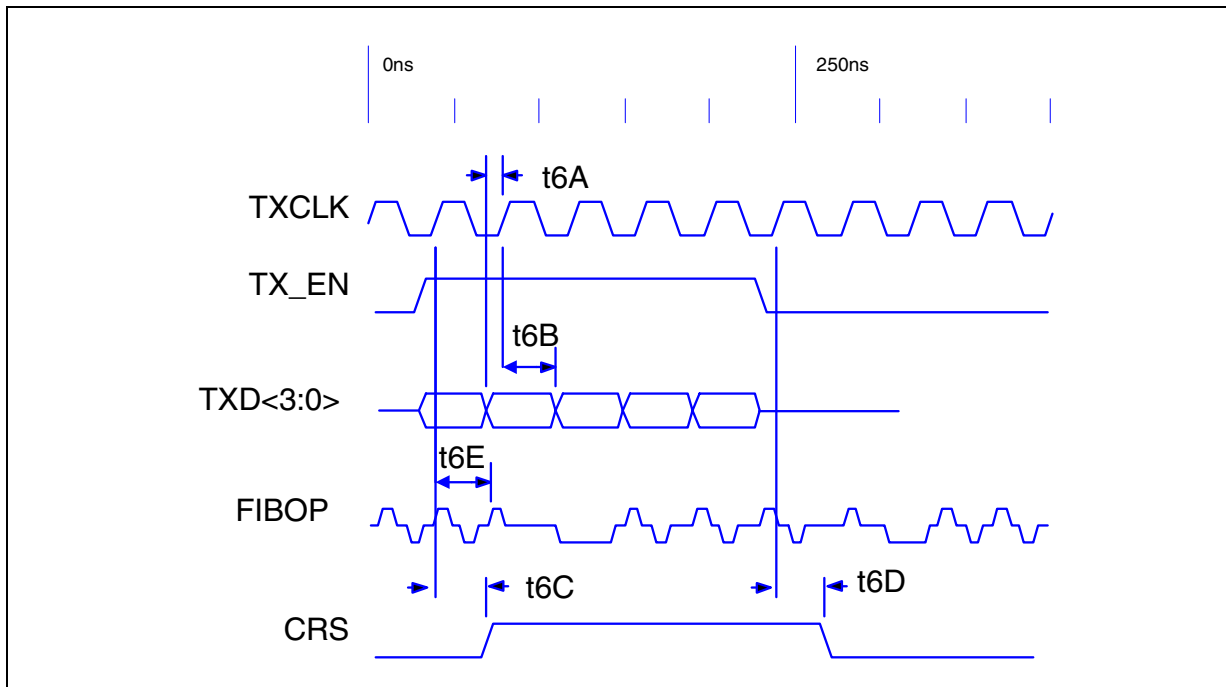 0ns
250ns
t6A
TXCLK
TX_EN
t6B
TXD<3:0>
t6E
FIBOP
t6C
t6D
CRS